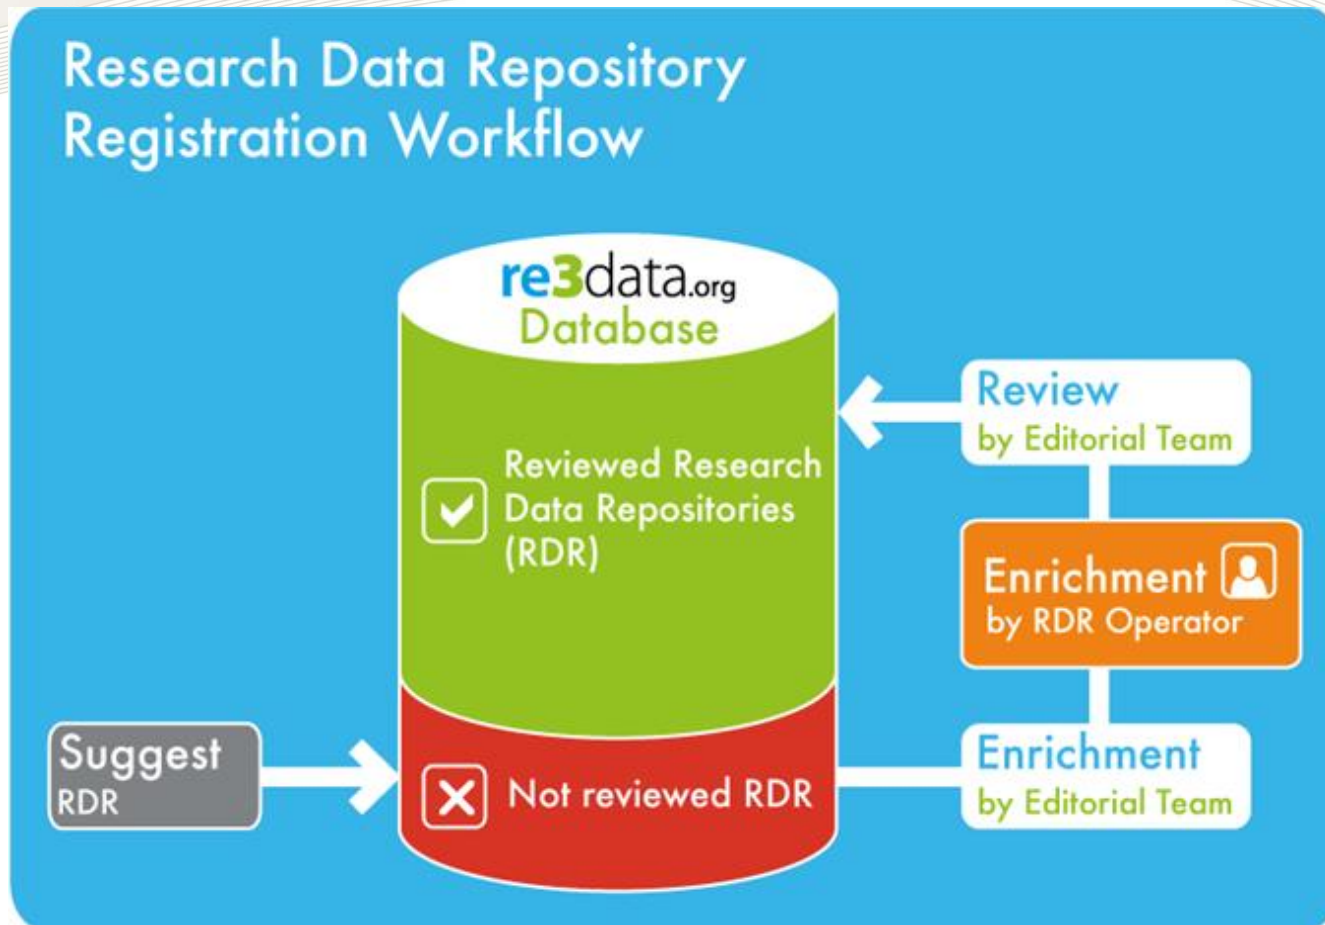 Research Data Repository
Registration Workflow
re3data.org
Database
Reviewed Research
Data Repositories
(RDR)
Review
by Editorial Team
Enrichment
by RDR Operator
Suggest
RDR
Not reviewed RDR
Enrichment
by Editorial Team